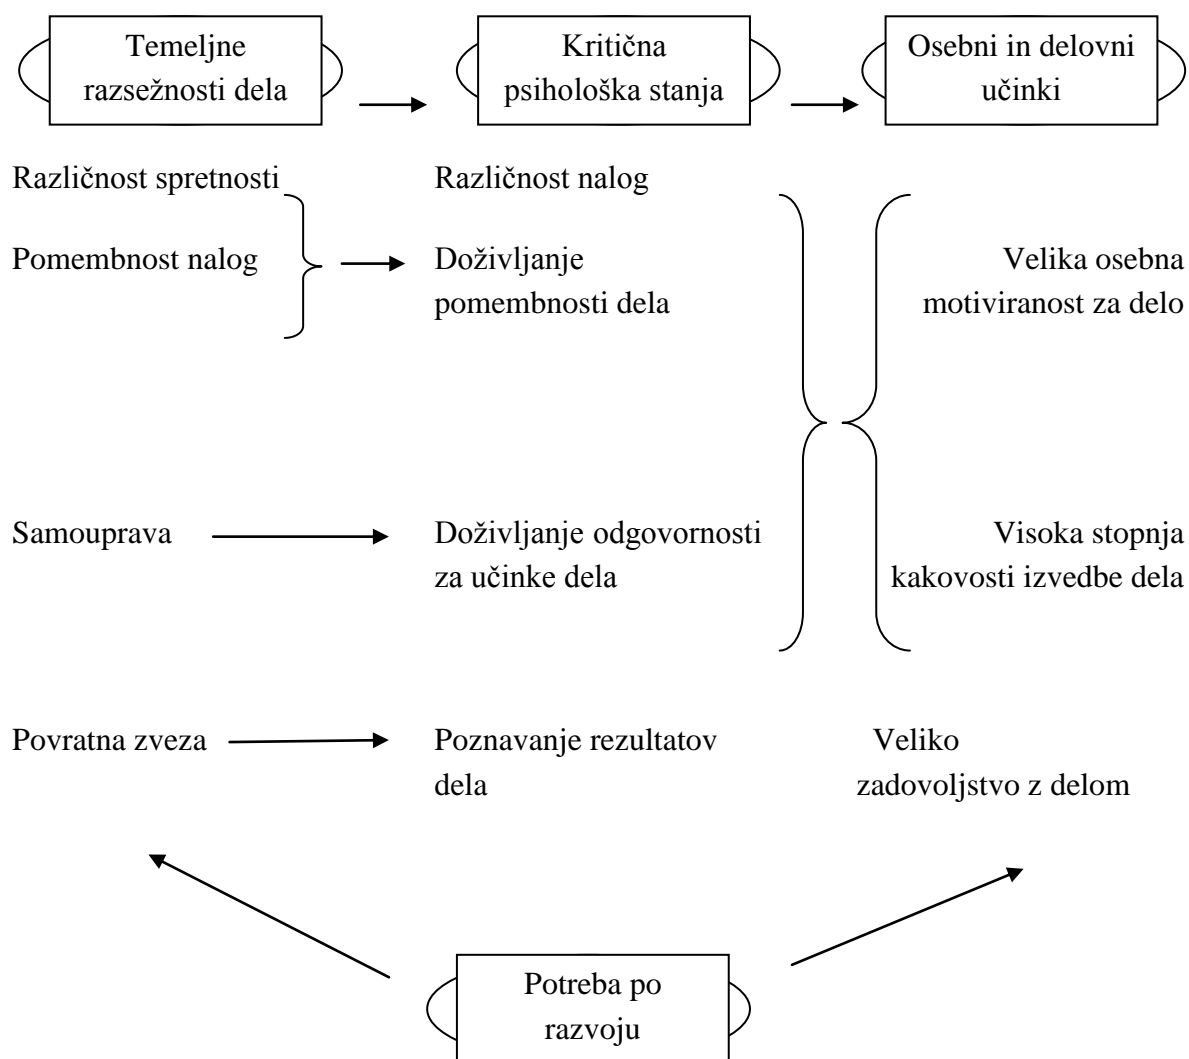 Temeljne
razsežnosti dela
Kritična
psihološka stanja
Osebni in delovni
učinki
Različnost spretnosti
Različnost nalog
Pomembnost nalog
Doživljanje
pomembnosti dela
Velika osebna
motiviranost za delo
Samouprava
Doživljanje odgovornosti
za učinke dela
Visoka stopnja
kakovosti izvedbe dela
Povratna zveza
Poznavanje rezultatov
dela
Veliko
zadovoljstvo z delom
Potreba po
razvoju